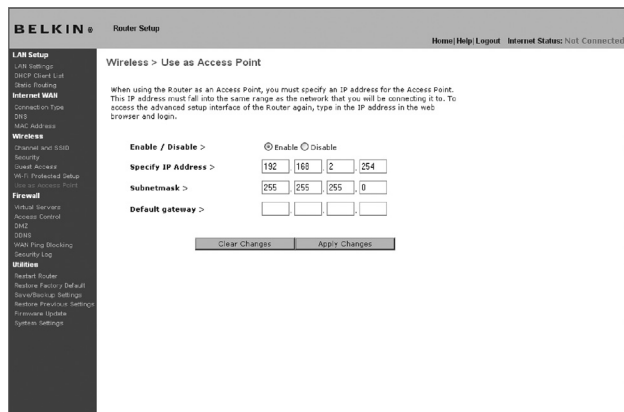 BELKIN®
Router Setup
Home|Help|Logout Internet Status: Not Connected
LAN Setup
LAN Settings
DHCP Client List
Static Routing
Internet WAN
Connection Type
DNS
MAC Address
Wireless
Channel and SSID
Security
Guest Access
Wi-Fi Protected Setup
Use as Access Point
Firewall
Virtual Servers
Access Control
DMZ
DDNS
WAN Ping Blocking
Security Log
Utilities
Restart Router
Restore Factory Default
Save/Backup Settings
Restore Previous Settings
Firmware Update
System Settings
Wireless > Use as Access Point
When using the Router as an Access Point, you must specify an IP address for the Access Point.
This IP address must fall into the same range as the network that you will be connecting it to. To
access the advanced setup interface of the Router again, type in the IP address in the web
browser and login.
Enable / Disable > Enable Disable
Specify IP Address > 192 . 168 . 2 . 254
Subnetmask > 255 . 255 . 255 . 0
Default gateway > . . .
Clear Changes Apply Changes